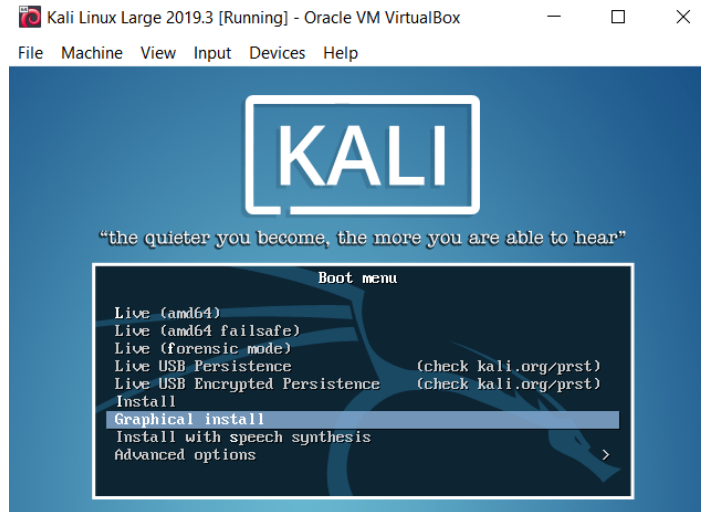 Kali Linux Large 2019.3 [Running] - Oracle VM VirtualBox
File Machine View Input Devices Help
KALI
“the quieter you become, the more you are able to hear”
Boot menu
Live (amd64)
Live (amd64 failsafe)
Live (forensic mode)
Live USB Persistence (check kali.org/prst)
Live USB Encrypted Persistence (check kali.org/prst)
Install
Graphical install
Install with speech synthesis
Advanced options >